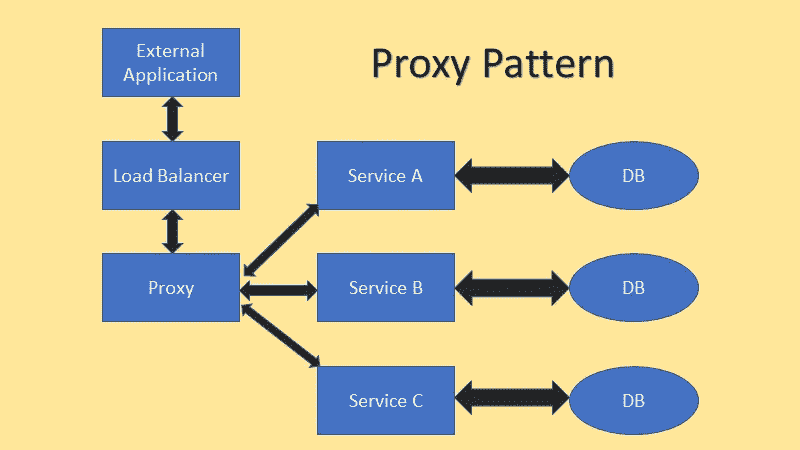 External
Application
Proxy Pattern
Load Balancer
Service A
DB
Proxy
Service B
DB
Service C
DB